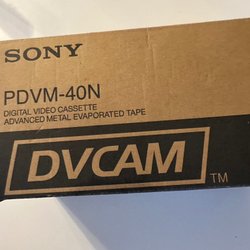 SONY
PDVM-40N
DIGITAL VIDEO CASSETTE
ADVANCED METAL EVAPORATED TAPE
DVCAM TM